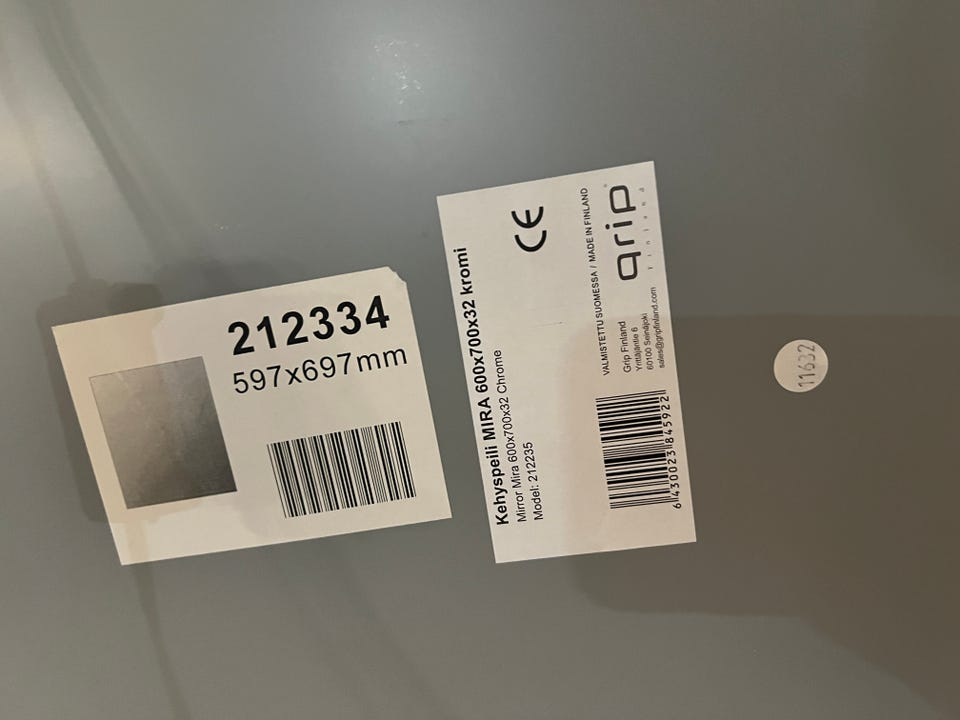 212334
597x697mm
Kehyspeili MIRA 600x700x32 kromi
Mirror Mira 600x700x32 Chrome
Model: 212235
CE
6430023845922
VALMISTETTU SUOMESSA / MADE IN FINLAND
Grip Finland
Yrittäjäntie 6
60100 Seinäjoki
sales@gripfinland.com
grip
finland
11632